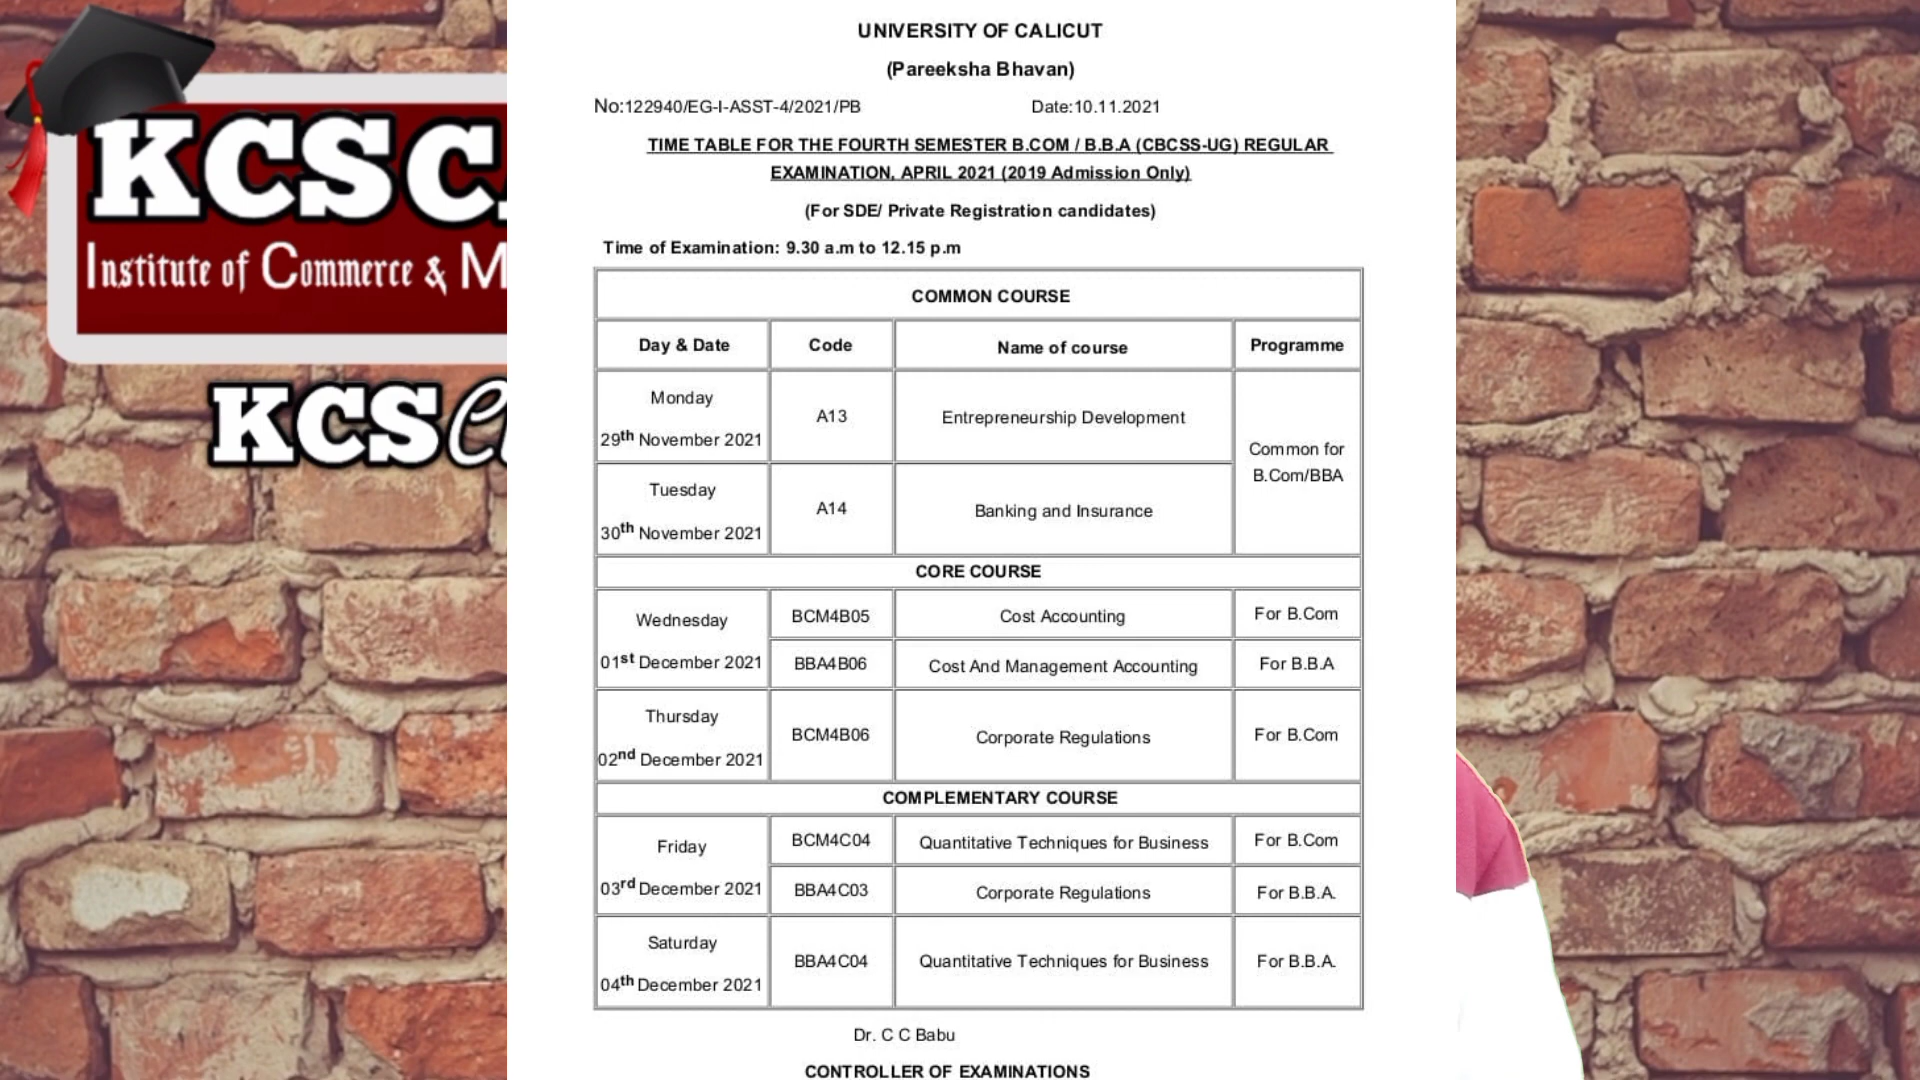 KCSC
Institute of Commerce & M
KCS
UNIVERSITY OF CALICUT
(Pareeksha Bhavan)
No:122940/EG-I-ASST-4/2021/PB Date:10.11.2021
TIME TABLE FOR THE FOURTH SEMESTER B.COM / B.B.A (CBCSS-UG) REGULAR
EXAMINATION, APRIL 2021 (2019 Admission Only)
(For SDE/ Private Registration candidates)
Time of Examination: 9.30 a.m to 12.15 p.m
COMMON COURSE
Day & Date Code Name of course Programme
Monday
29th November 2021 A13 Entrepreneurship Development
Common for
B.Com/BBA
Tuesday
30th November 2021 A14 Banking and Insurance
CORE COURSE
Wednesday
01st December 2021
BCM4B05 Cost Accounting For B.Com
BBA4B06 Cost And Management Accounting For B.B.A
Thursday
02nd December 2021 BCM4B06 Corporate Regulations For B.Com
COMPLEMENTARY COURSE
Friday
03rd December 2021
BCM4C04 Quantitative Techniques for Business For B.Com
BBA4C03 Corporate Regulations For B.B.A.
Saturday
04th December 2021 BBA4C04 Quantitative Techniques for Business For B.B.A.
Dr. C C Babu
CONTROLLER OF EXAMINATIONS